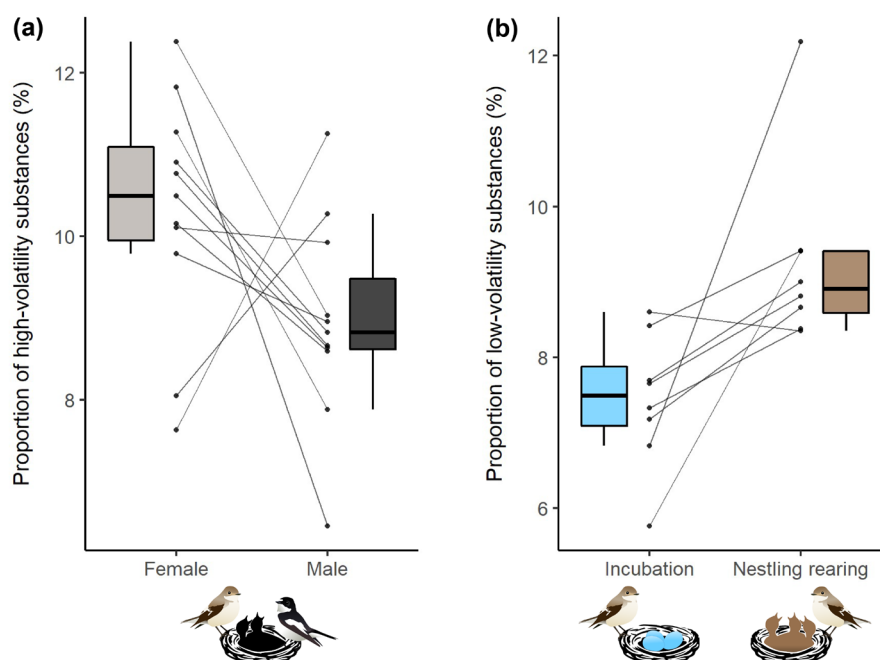 (a)
Proportion of high-volatility substances (%)
12
10
8
Female
Male
(b)
Proportion of low-volatility substances (%)
12
10
8
6
Incubation
Nestling rearing